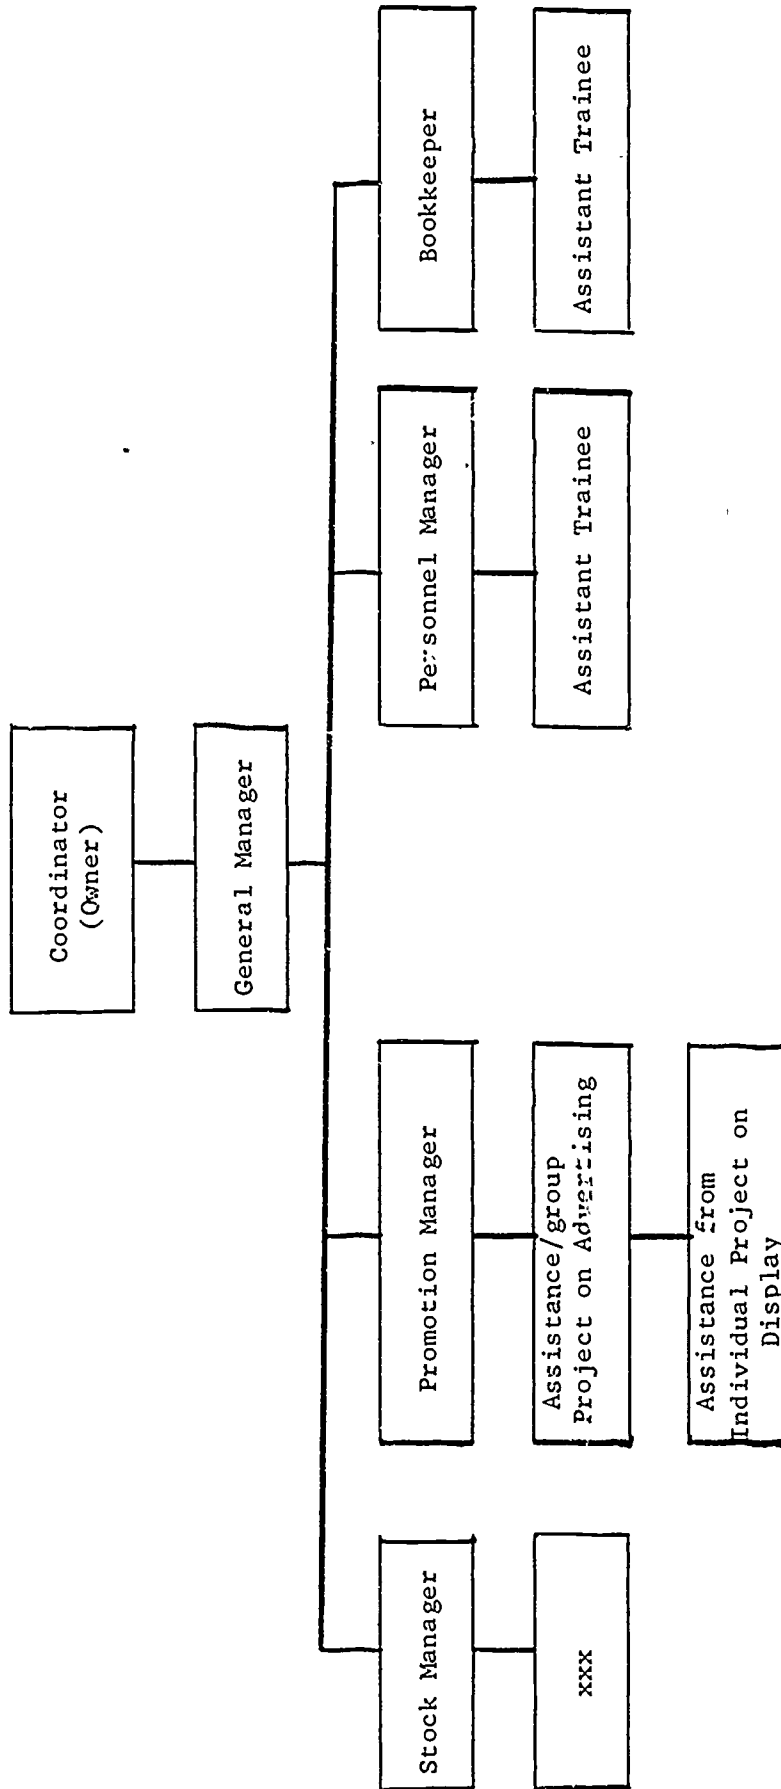 Coordinator
(Owner)
General Manager
Stock Manager
Promotion Manager
Personnel Manager
Bookkeeper
xxx
Assistance/group
Project on Advertising
Assistant Trainee
Assistant Trainee
Assistance from
Individual Project on
Display